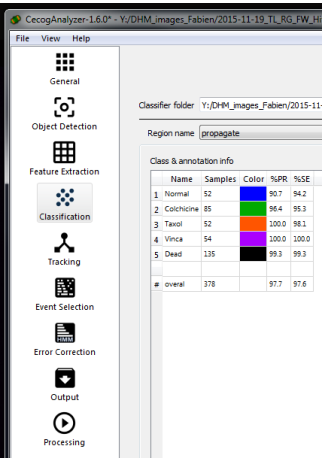 CecogAnalyzer-1.6.0* - Y:/DHM_images_Fabien/2015-11-19_TL_RG_FW_Hi
File View Help
General
Object Detection
Feature Extraction
Classification
Tracking
Event Selection
HMM
Error Correction
Output
Processing
Classifier folder Y:/DHM_images_Fabien/2015-11-
Region name propagate
Class & annotation info
Name Samples Color %PR %SE
1 Normal 52 90.7 94.2
2 Colchicine 85 96.4 95.3
3 Taxol 52 100.0 98.1
4 Vinca 54 100.0 100.0
5 Dead 135 99.3 99.3
# overal 378 97.7 97.6